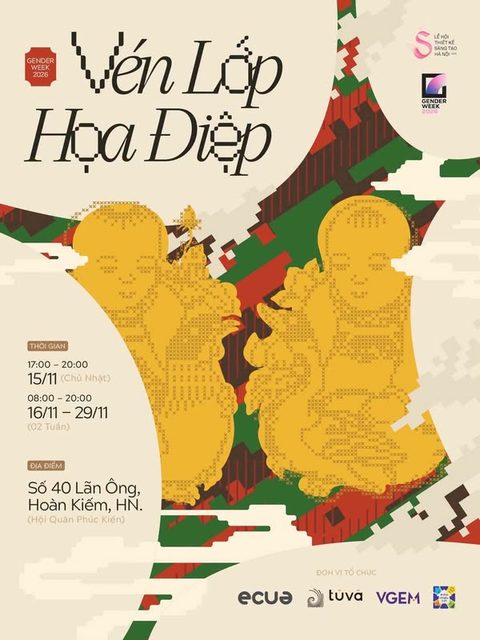 GENDER
WEEK
2026
Vén Lớp
Họa Điệp
LỄ HỘI
THIẾT KẾ
SÁNG TẠO
HÀ NỘI
GENDER
WEEK
2026
THỜI GIAN
17:00 – 20:00
15/11 (Chủ Nhật)
08:00 – 20:00
16/11 – 29/11
(02 Tuần)
ĐỊA ĐIỂM
Số 40 Lãn Ông,
Hoàn Kiếm, HN.
(Hội Quán Phúc Kiến)
ĐƠN VỊ TỔ CHỨC
ecue
tuva
VGEM